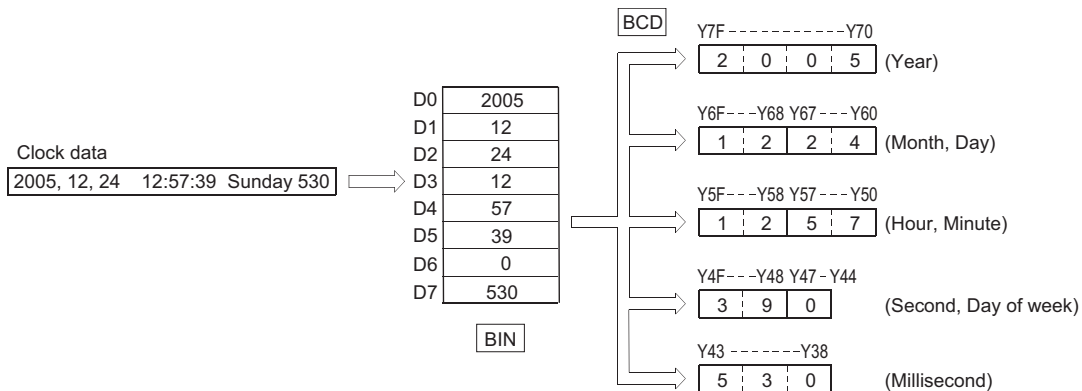 BCD
Y7F------------Y70
2 0 0 5 (Year)
Y6F---Y68 Y67---Y60
1 2 2 4 (Month, Day)
Y5F---Y58 Y57---Y50
1 2 5 7 (Hour, Minute)
Y4F---Y48 Y47-Y44
3 9 0 (Second, Day of week)
Y43 -------Y38
5 3 0 (Millisecond)
Clock data
2005, 12, 24 12:57:39 Sunday 530
D0 2005
D1 12
D2 24
D3 12
D4 57
D5 39
D6 0
D7 530
BIN